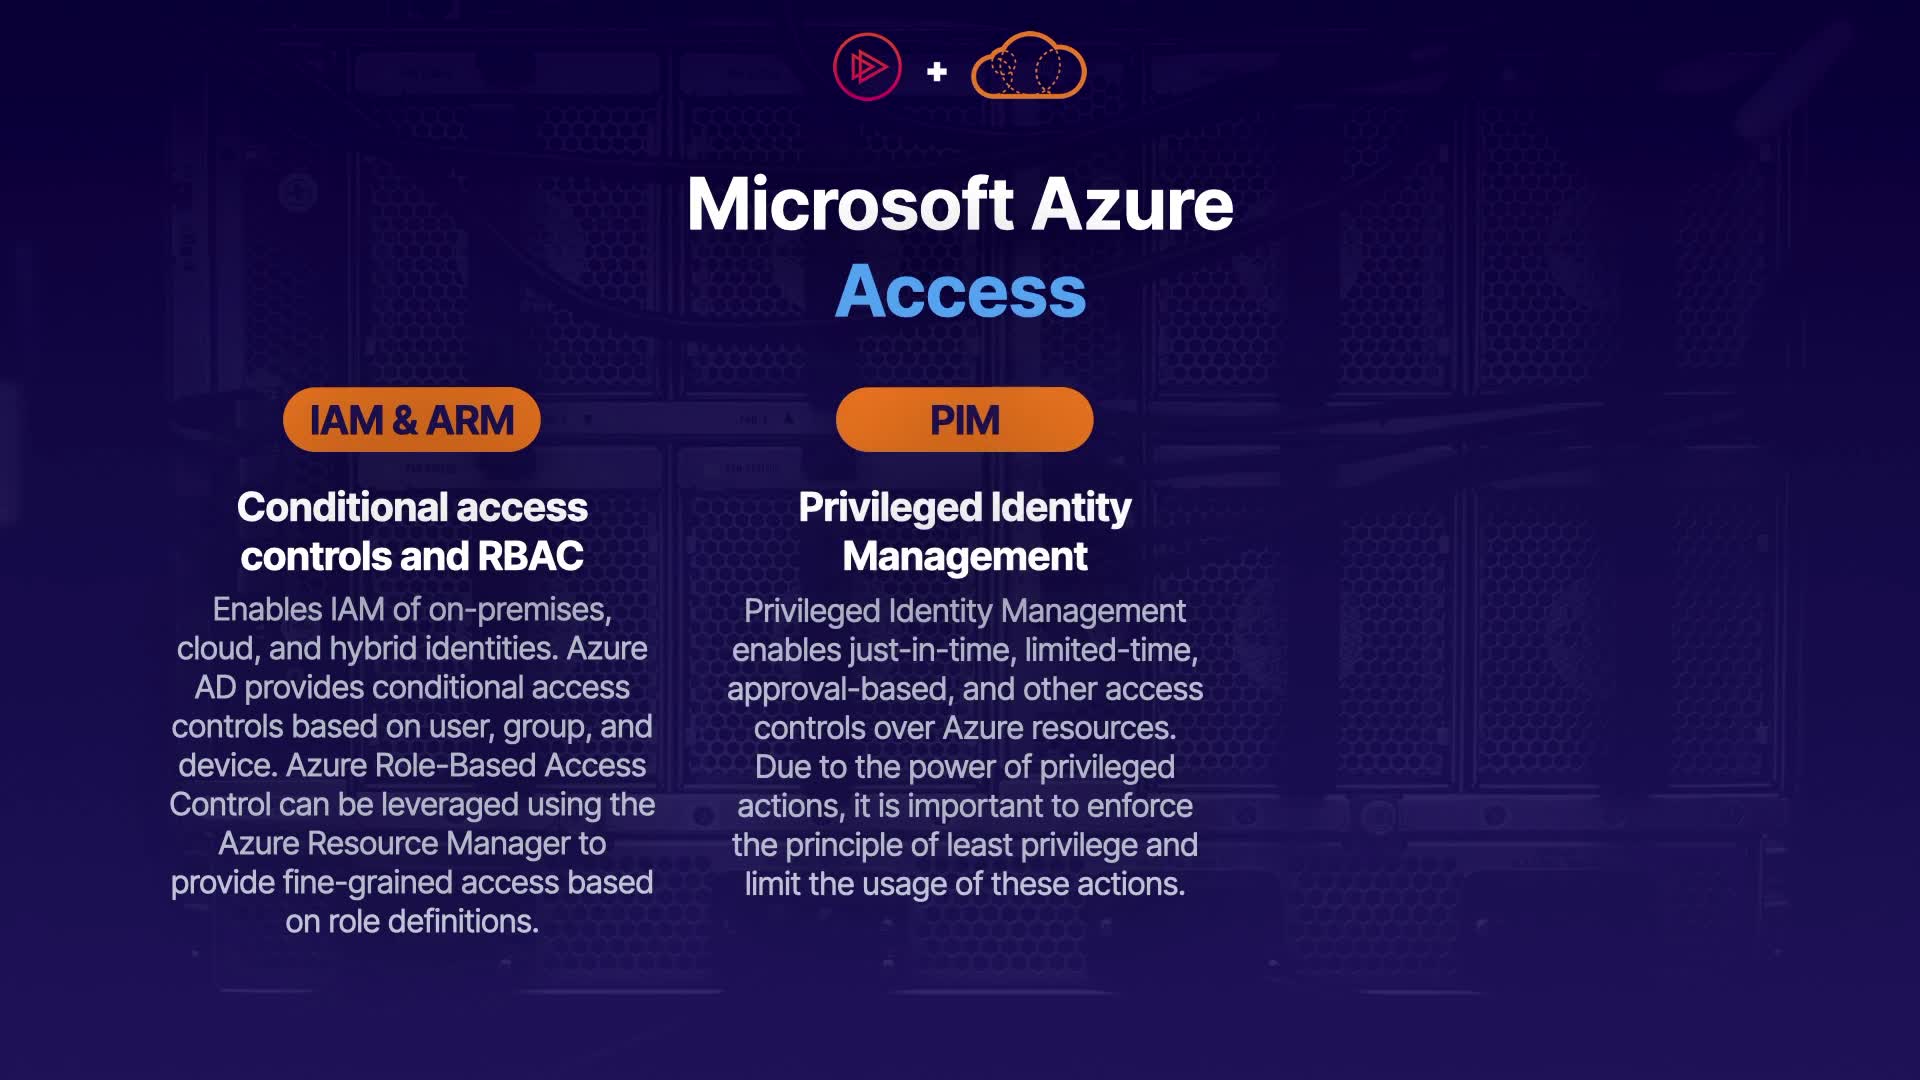 Microsoft Azure
Access
IAM & ARM
Conditional access
controls and RBAC
Enables IAM of on-premises,
cloud, and hybrid identities. Azure
AD provides conditional access
controls based on user, group, and
device. Azure Role-Based Access
Control can be leveraged using the
Azure Resource Manager to
provide fine-grained access based
on role definitions.
PIM
Privileged Identity
Management
Privileged Identity Management
enables just-in-time, limited-time,
approval-based, and other access
controls over Azure resources.
Due to the power of privileged
actions, it is important to enforce
the principle of least privilege and
limit the usage of these actions.